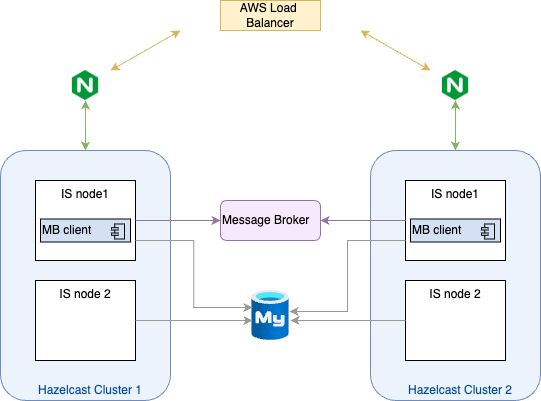 AWS Load
Balancer
N
N
IS node1
MB client
Message Broker
IS node1
MB client
IS node 2
My
IS node 2
Hazelcast Cluster 1
Hazelcast Cluster 2